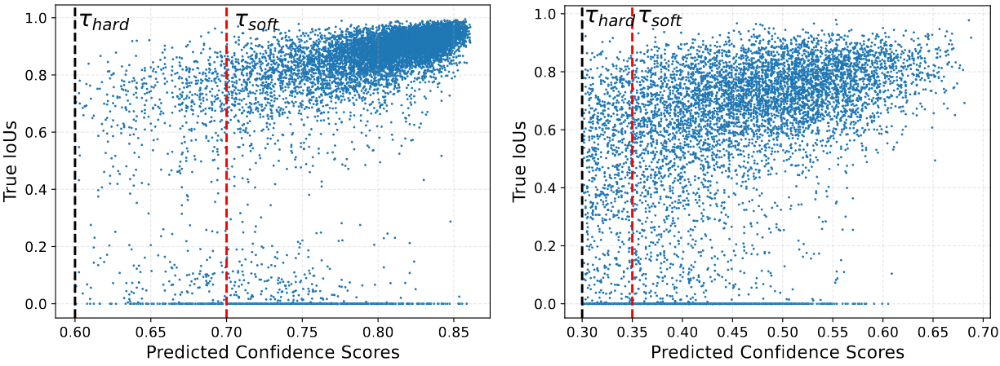 τhard
τsoft
1.0
0.8
0.6
0.4
0.2
0.0
True IoUs
0.60 0.65 0.70 0.75 0.80 0.85
Predicted Confidence Scores
τhard τsoft
1.0
0.8
0.6
0.4
0.2
0.0
True IoUs
0.30 0.35 0.40 0.45 0.50 0.55 0.60 0.65 0.70
Predicted Confidence Scores